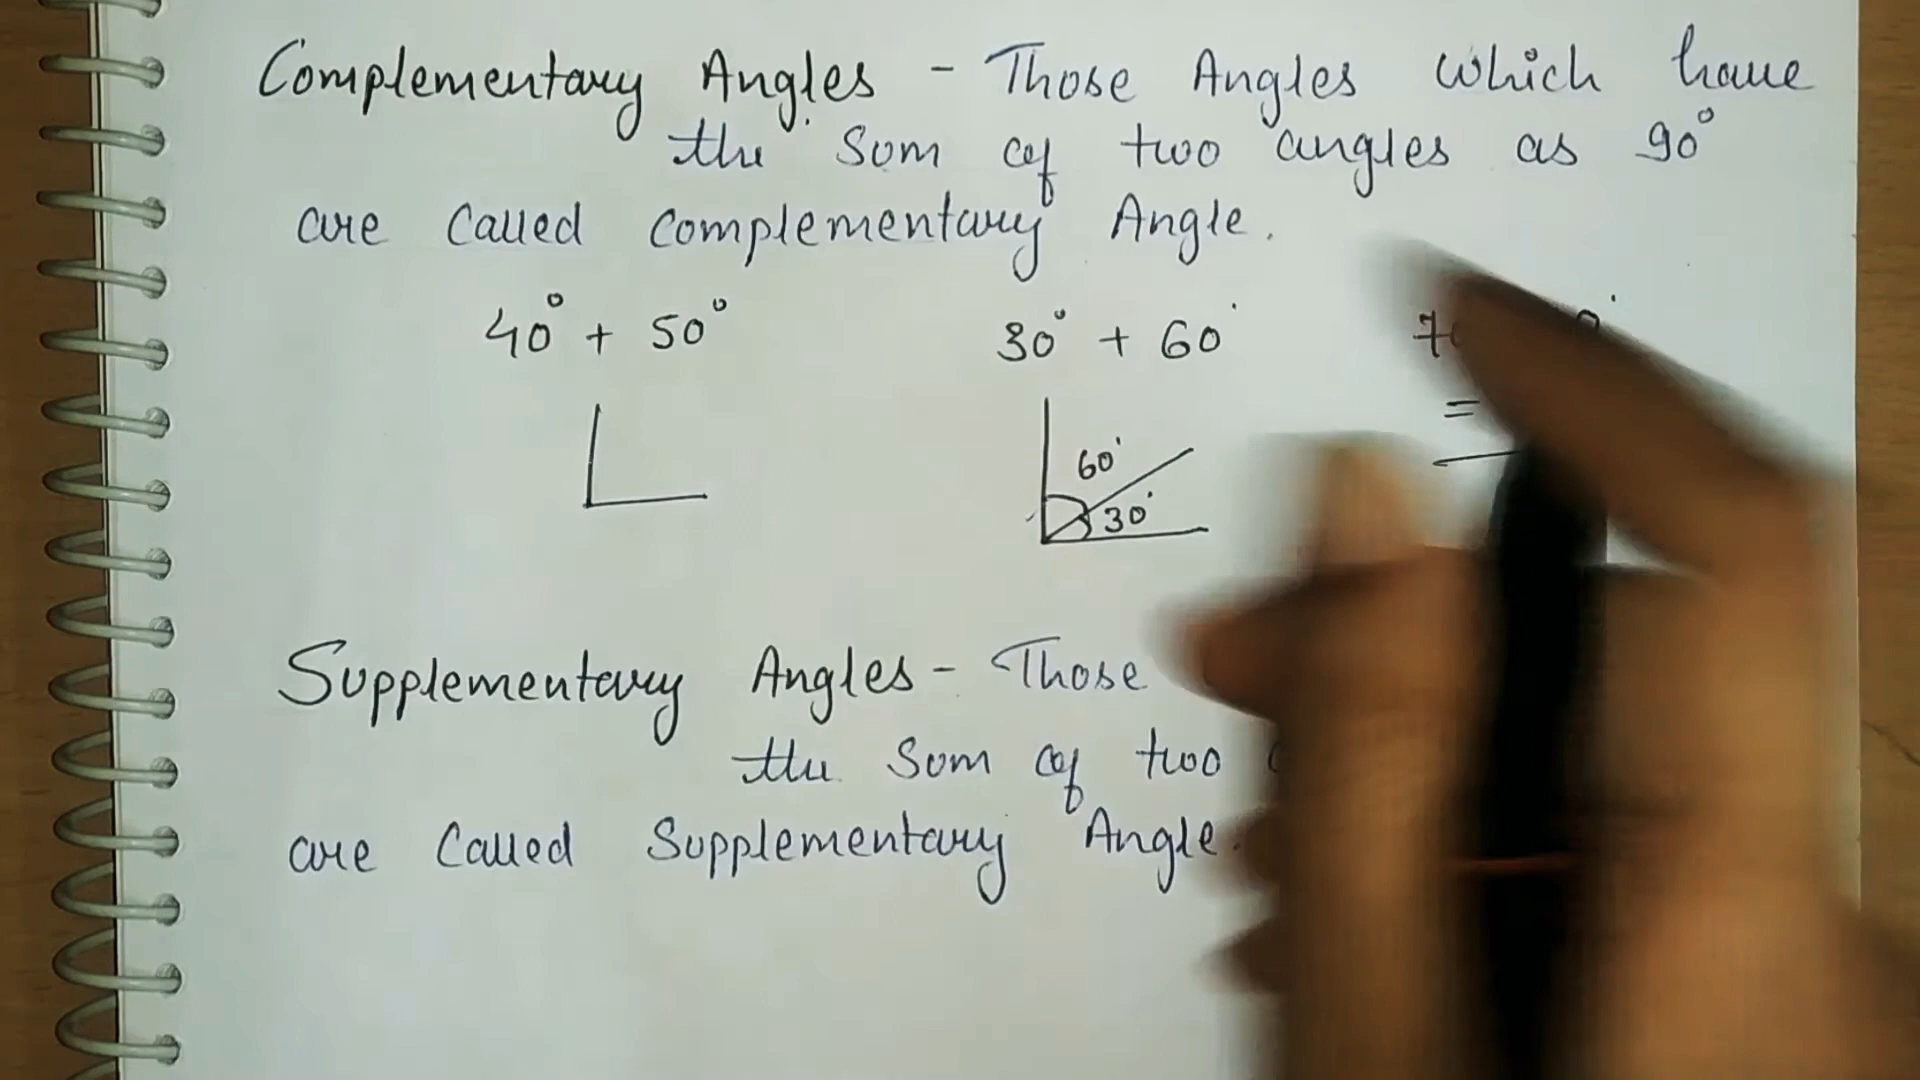 Complementary Angles - Those Angles which have
the Sum of two angles as 90°
are Called Complementary Angle.
40° + 50° 30° + 60°
=
60°
30°
Supplementary Angles - Those
the Sum of two
are Called Supplementary Angle.